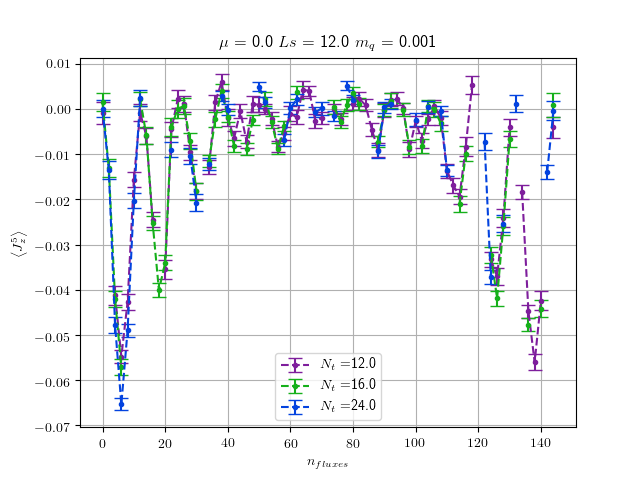 μ = 0.0 Ls = 12.0 m_q = 0.001
0.01
0.00
−0.01
−0.02
−0.03
−0.04
−0.05
−0.06
−0.07
⟨J_z^5⟩
N_t =12.0
N_t =16.0
N_t =24.0
0 20 40 60 80 100 120 140
n_{fluxes}